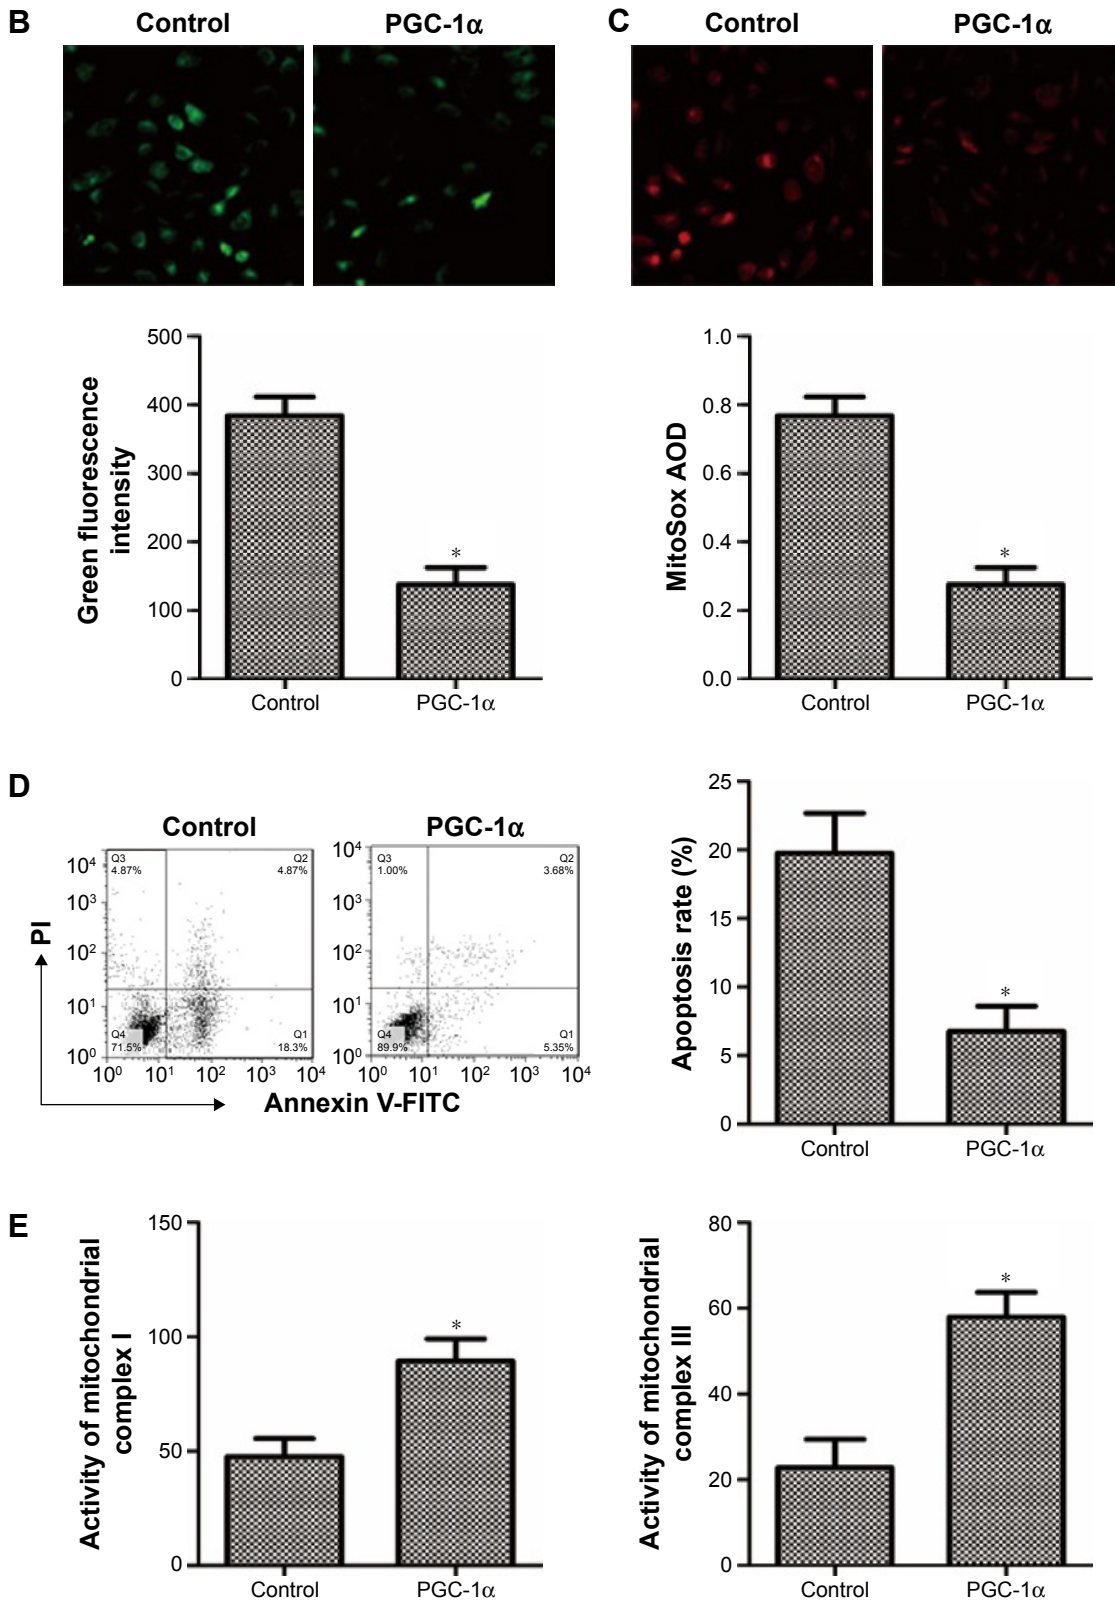 B
Control
PGC-1α
C
Control
PGC-1α
500
400
300
200
100
0
Green fluorescence
intensity
*
Control
PGC-1α
1.0
0.8
0.6
0.4
0.2
0.0
MitoSox AOD
*
Control
PGC-1α
D
Control
PGC-1α
Q3
4.87%
Q2
4.87%
Q4
71.5%
Q1
18.3%
10⁴
10³
10²
10¹
10⁰
10⁰ 10¹ 10² 10³ 10⁴
PI
Q3
1.00%
Q2
3.68%
Q4
89.9%
Q1
5.35%
10⁴
10³
10²
10¹
10⁰
10⁰ 10¹ 10² 10³ 10⁴
Annexin V-FITC
25
20
15
10
5
0
Apoptosis rate (%)
*
Control
PGC-1α
E
150
100
50
0
Activity of mitochondrial
complex I
*
Control
PGC-1α
80
60
40
20
0
Activity of mitochondrial
complex III
*
Control
PGC-1α